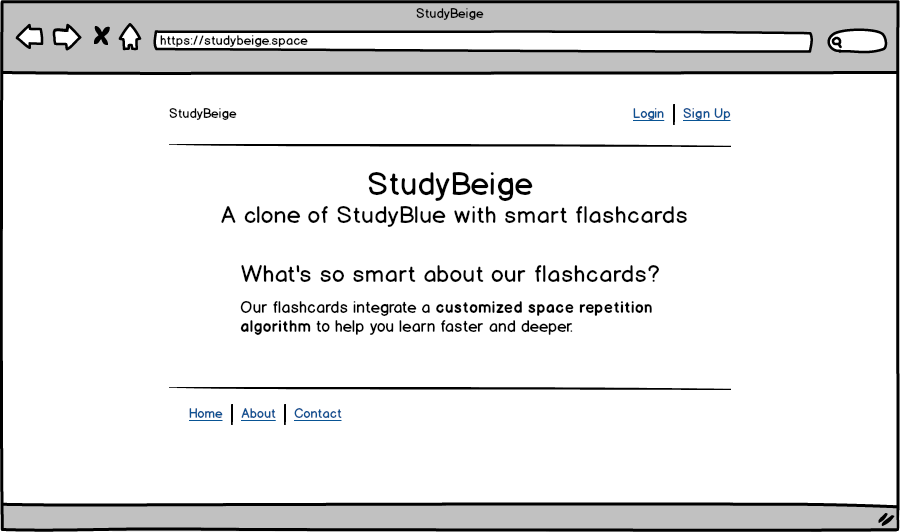 StudyBeige
https://studybeige.space
StudyBeige
Login Sign Up
StudyBeige
A clone of StudyBlue with smart flashcards
What's so smart about our flashcards?
Our flashcards integrate a customized space repetition
algorithm to help you learn faster and deeper.
Home About Contact